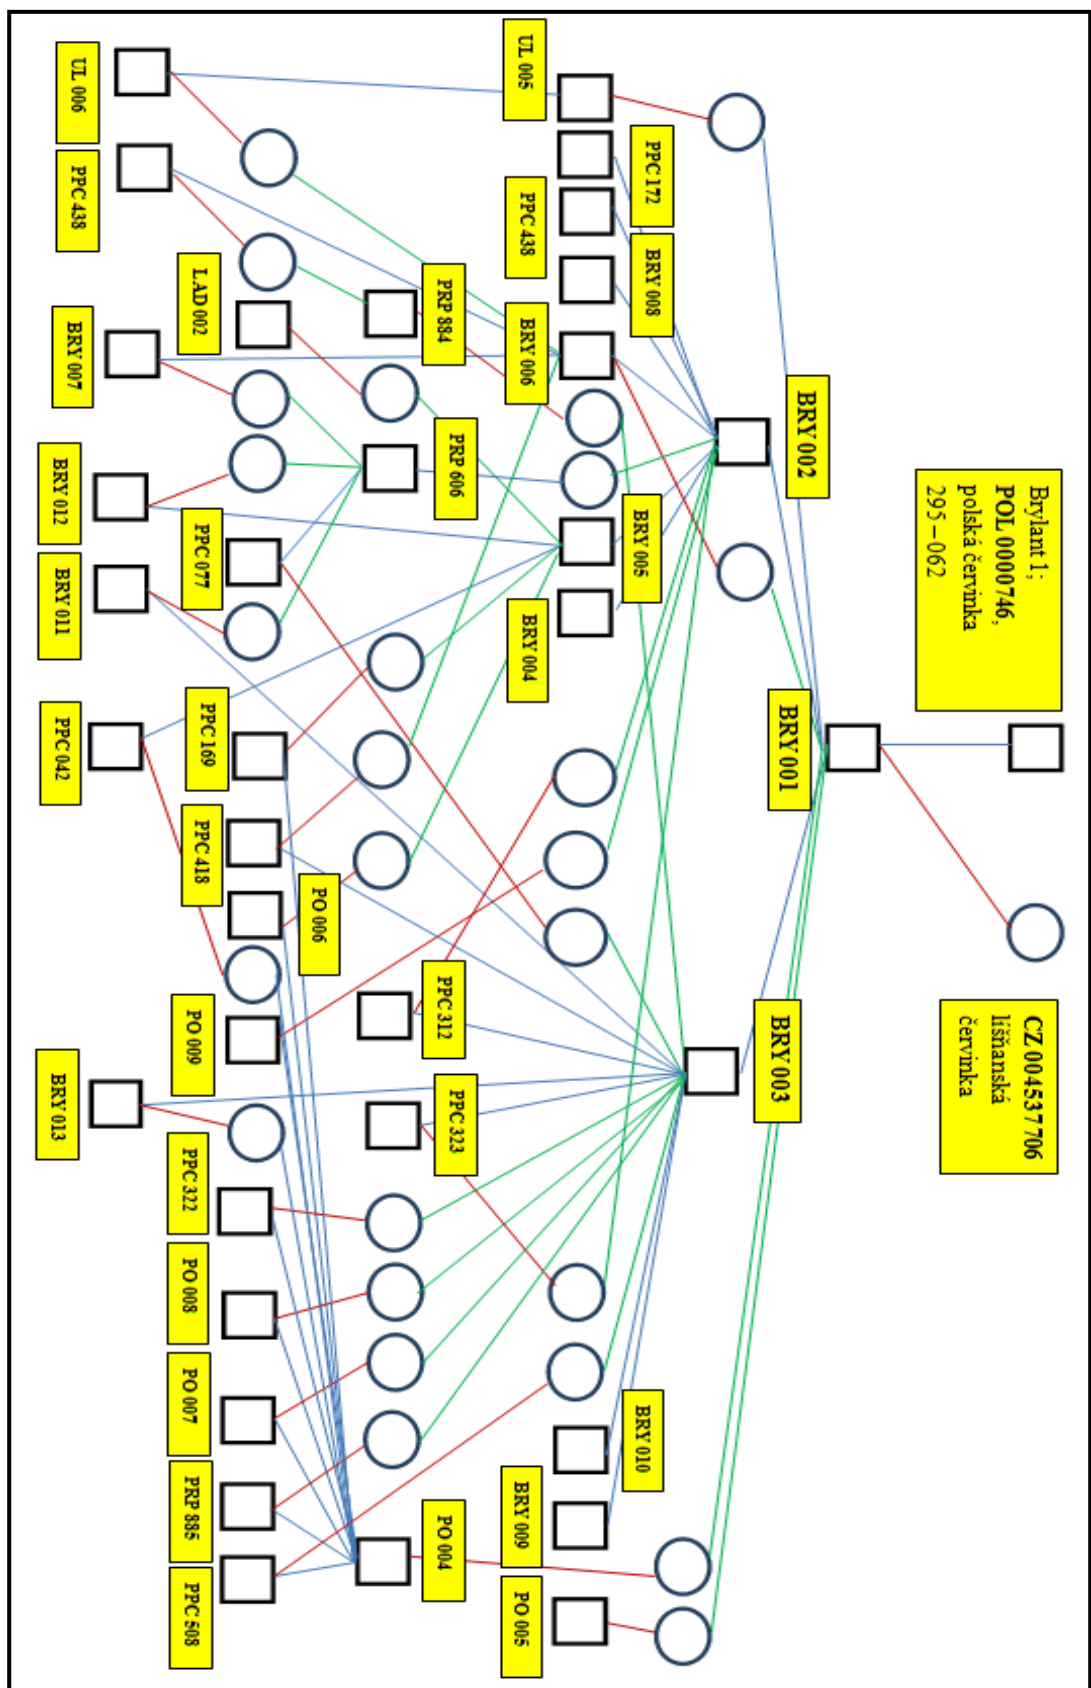 Brylant 1;
POL 0000746,
polská červinka
295–062
CZ 004537706
líšňanská
červinka
BRY 001
BRY 002
BRY 003
UL 005
PPC 172
PPC 438
BRY 008
BRY 006
BRY 005
BRY 004
BRY 010
BRY 009
PO 005
PRP 884
PRP 606
PPC 312
PPC 323
PO 004
LAD 002
PPC 077
PPC 169
PPC 418
PO 006
PO 009
PPC 322
PO 008
PO 007
PRP 885
PPC 508
UL 006
PPC 438
BRY 007
BRY 012
BRY 011
PPC 042
BRY 013